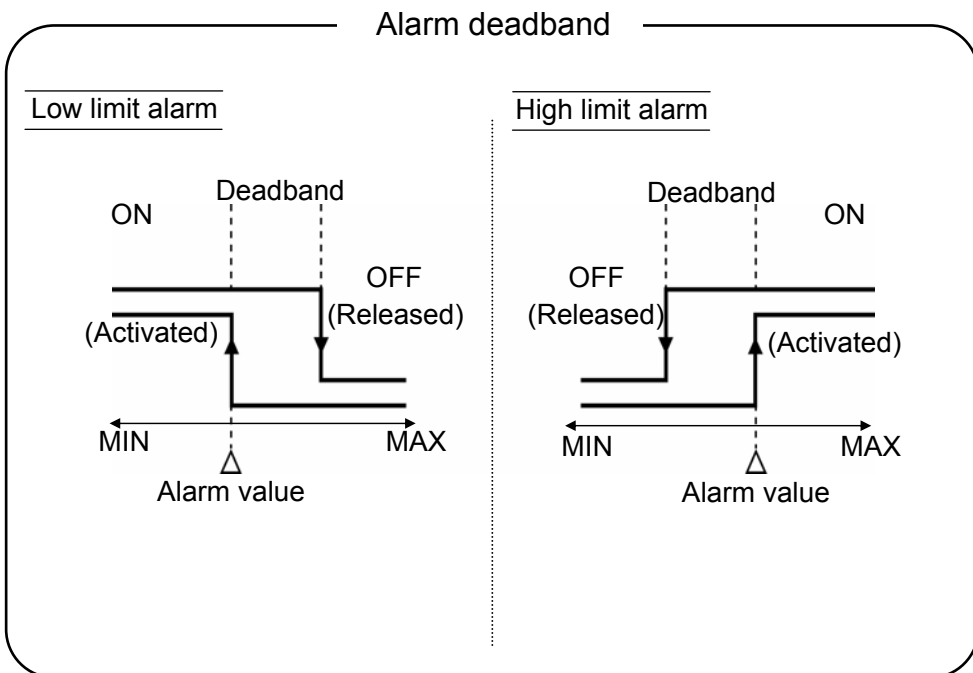 Alarm deadband
Low limit alarm
Deadband
ON
OFF
(Released)
(Activated)
MIN
MAX
Alarm value
High limit alarm
Deadband
ON
OFF
(Released)
(Activated)
MIN
MAX
Alarm value